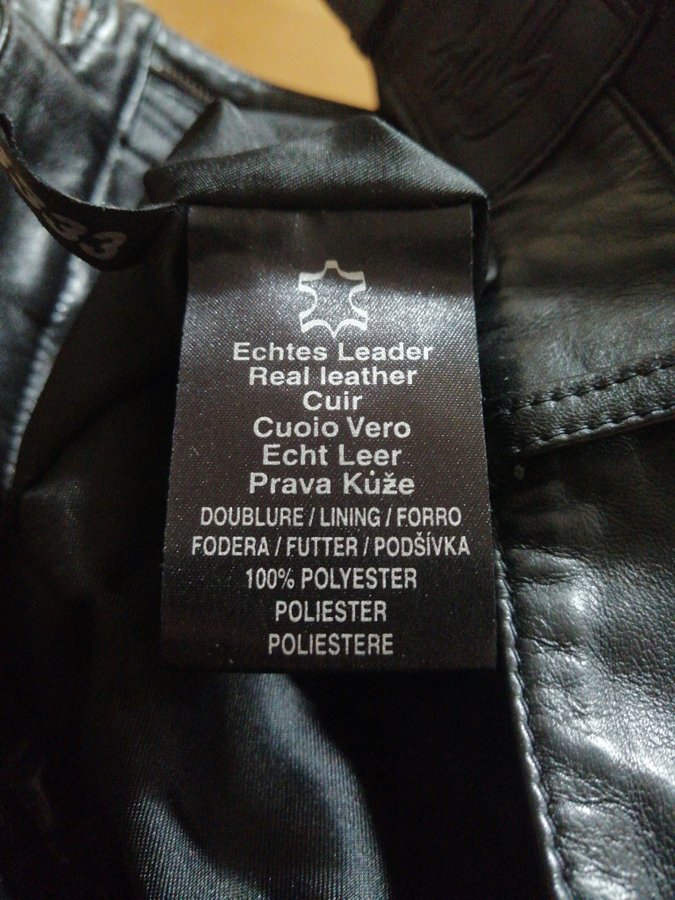 Echtes Leader
Real leather
Cuir
Cuoio Vero
Echt Leer
Prava Kůže
DOUBLURE / LINING / FORRO
FODERA / FUTTER / PODŠÍVKA
100% POLYESTER
POLIESTER
POLIESTERE